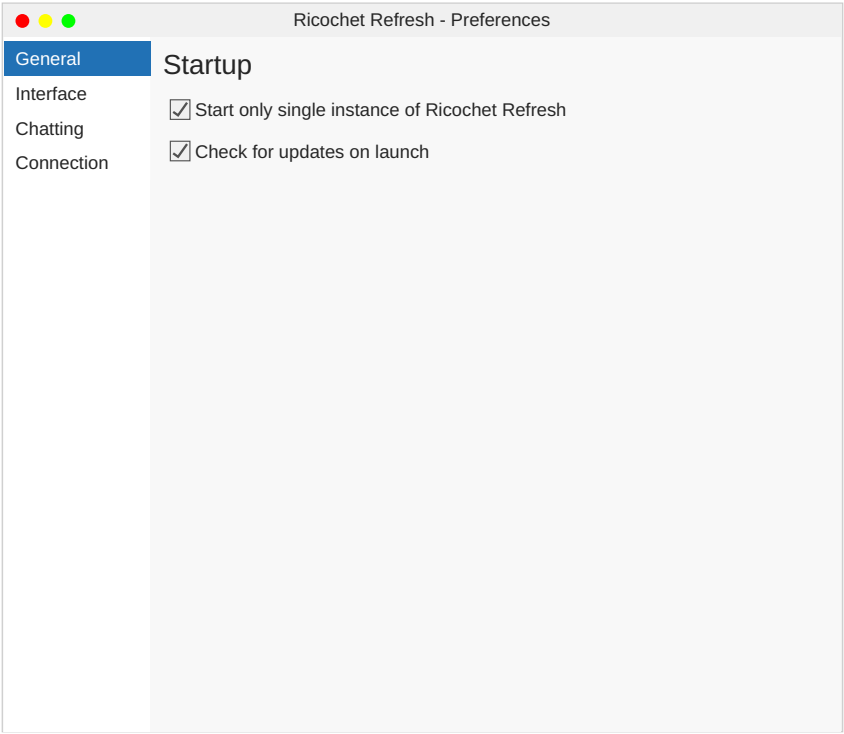 Ricochet Refresh - Preferences
General
Interface
Chatting
Connection
Startup
Start only single instance of Ricochet Refresh
Check for updates on launch